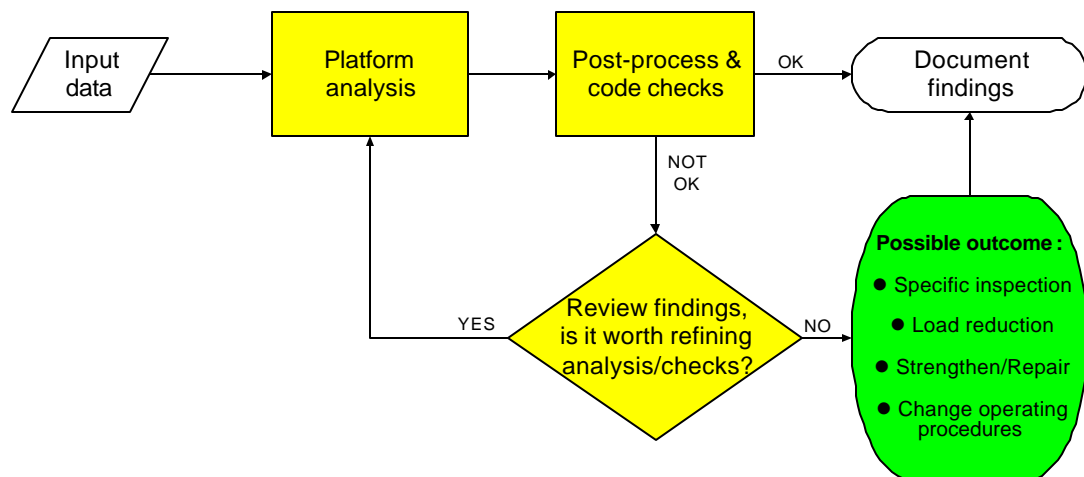 Input
data
Platform
analysis
Post-process &
code checks
OK
Document
findings
NOT
OK
Review findings,
is it worth refining
analysis/checks?
YES
NO
Possible outcome :
● Specific inspection
● Load reduction
● Strengthen/Repair
● Change operating
procedures